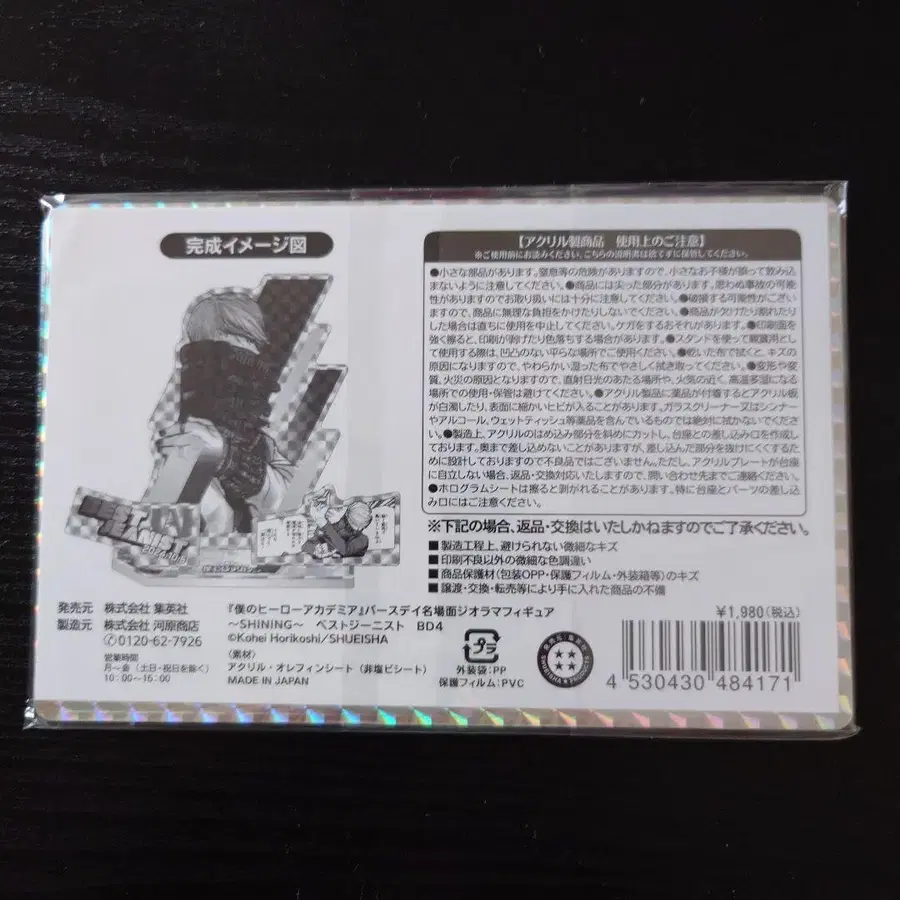 完成イメージ図
BEST JEANIST
【アクリル製商品 使用上のご注意】
※ご使用前にお読みください。こちらの説明書は捨てずに保管してください。
●小さな部品があります。窒息等の危険がありますので、小さなお子様が誤って飲み込
まないように注意してください。●商品には尖った部分があります。思わぬ事故の可能
性がありますのでお取り扱いには十分に注意してください。●破損する可能性がござい
ますので、商品に無理な負担をかけたりしないでください。●商品が欠けたり割れたり
した場合は直ちに使用を中止してください。ケガをするおそれがあります。●印刷面を
強く擦ると、印刷が剥げたり色落ちする場合があります。●スタンドを使って観賞用とし
て使用する際は、凹凸のない平らな場所でご使用ください。●乾いた布で拭くと、キズの
原因になりますので、やわらかい湿った布でやさしく拭き取ってください。●変形や変
質、火災の原因となりますので、直射日光のあたる場所や、火気の近く、高温多湿になる
場所での使用・保管は避けてください。●アクリル製品に薬品が付着するとアクリル板
が白濁したり、表面に細かいヒビが入ることがあります。ガラスクリーナー又はシンナー
やアルコール、ウェットティッシュ等薬品を含んでいるものでは絶対に拭かないでくださ
い。●製造上、アクリルのはめ込み部分を斜めにカットし、台座との差し込み口を作成し
ております。奥まで差し込めないことがありますが、差し込んだ部分を抜けにくくするた
めに設計しておりますので不良品ではございません。ただし、アクリルプレートが台座
に自立しない場合、返品・交換対応いたしますので、問い合わせ先までご連絡ください。
●ホログラムシートは擦ると剥がれることがあります。特に台座とパーツの差し込
み口にはご注意ください。
※下記の場合、返品・交換はいたしかねますのでご了承ください。
■製造工程上、避けられない微細なキズ
■印刷不良以外の微細な色調違い
■商品保護材(包装OPP・保護フィルム・外装箱等)のキズ
■譲渡・交換・転売等により手に入れた商品の不備
発売元 株式会社 集英社
製造元 株式会社 河原商店
✆0120-62-7926
営業時間
月~金 (土日・祝日を除く)
10:00~16:00
『僕のヒーローアカデミア』バースデイ名場面ジオラマフィギュア
~SHINING~ ベストジーニスト BD4
©Kohei Horikoshi/SHUEISHA
〈素材〉
アクリル・オレフィンシート(非塩ビシート)
MADE IN JAPAN
プラ
外装袋:PP
保護フィルム:PVC
¥1,980(税込)
4 530430 484171